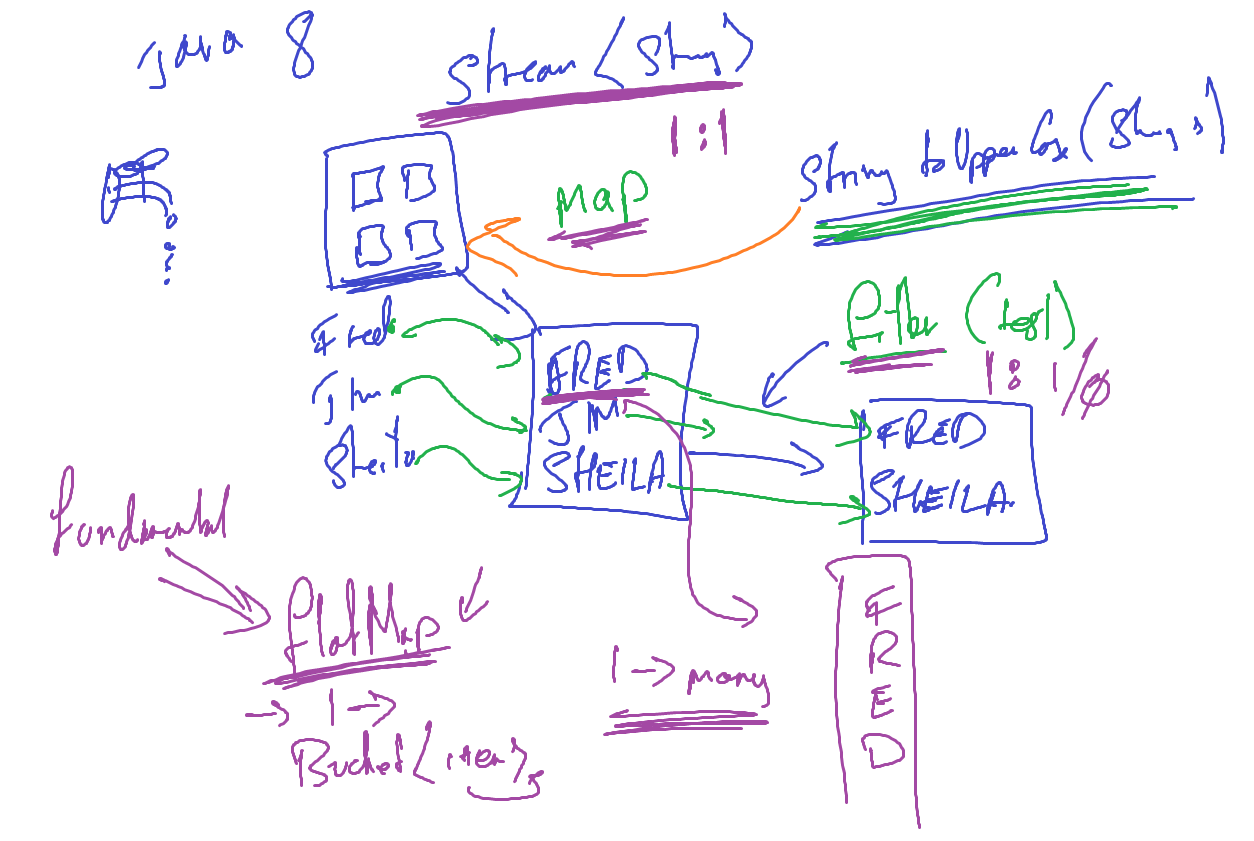 Java 8
Stream <String>
1:1
MAP
String toUpperCase (String s)
Fred
Jim
Sheila
FRED
JIM
SHEILA
filter (test)
1:1/0
FRED
SHEILA
fundamental
flatMap
→ 1 →
Bucket <item>s
1 → many
F
R
E
D